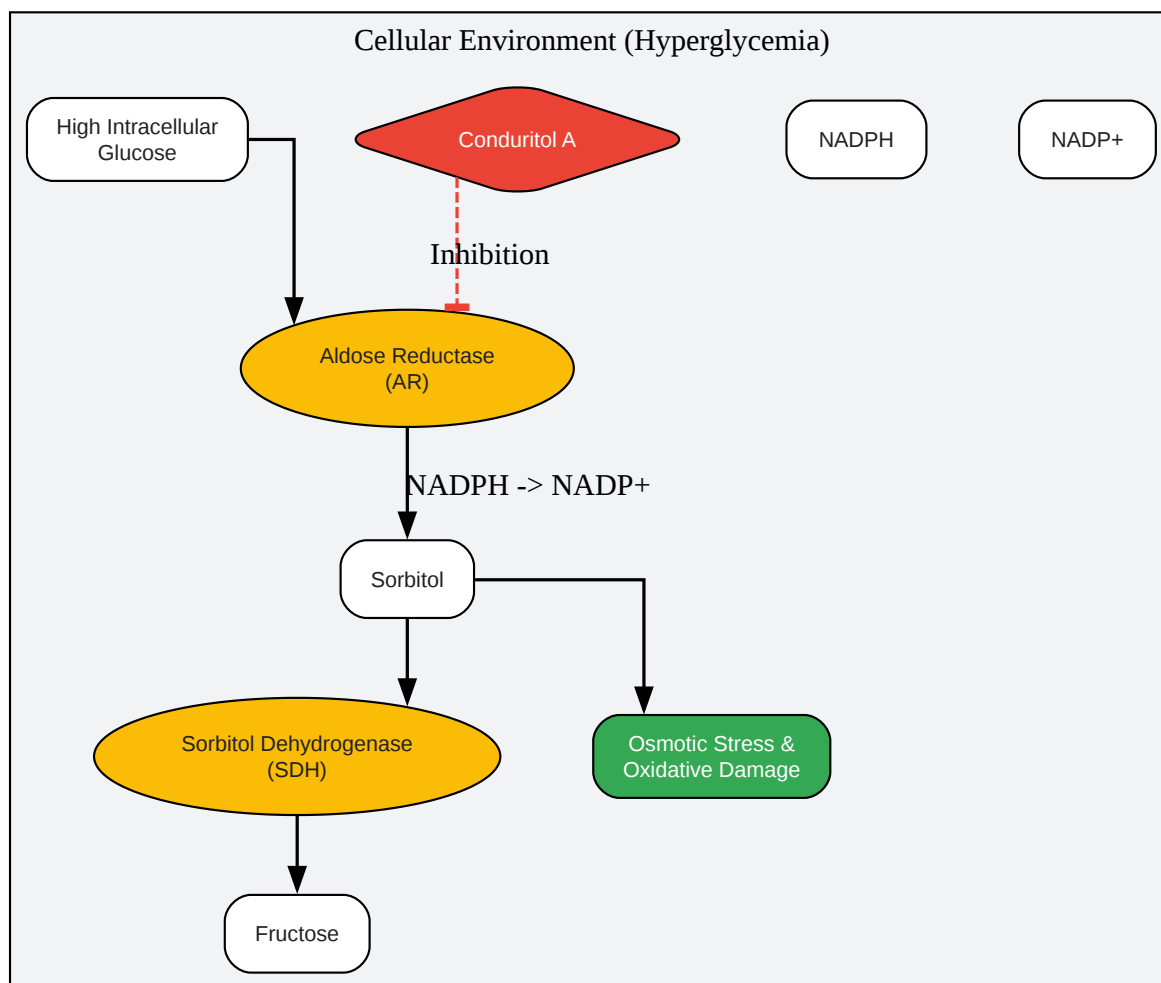 Cellular Environment (Hyperglycemia)
High Intracellular
Glucose
Conduritol A
NADPH
NADP+
Inhibition
Aldose Reductase
(AR)
NADPH -> NADP+
Sorbitol
Sorbitol Dehydrogenase
(SDH)
Osmotic Stress &
Oxidative Damage
Fructose